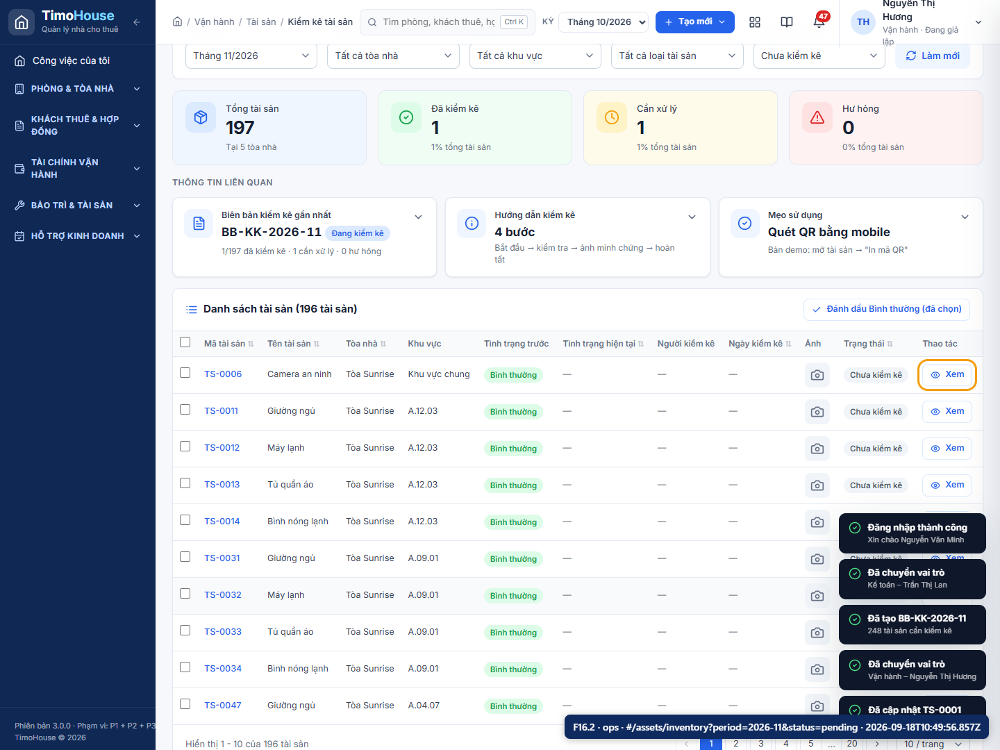 TimoHouse
Quản lý nhà cho thuê
Công việc của tôi
PHÒNG & TÒA NHÀ
KHÁCH THUÊ & HỢP
ĐỒNG
TÀI CHÍNH VẬN
HÀNH
BẢO TRÌ & TÀI SẢN
HỖ TRỢ KINH DOANH
Phiên bản 3.0.0 · Phạm vi: P1 + P2 + P3
TimoHouse © 2026
/ Vận hành / Tài sản / Kiểm kê tài sản
Tìm phòng, khách thuê, hợ
Ctrl K
KỲ
Tháng 10/2026
Tạo mới
47
TH
Nguyễn Thị
Hương
Vận hành · Đang giả
lập
Tháng 11/2026
Tất cả tòa nhà
Tất cả khu vực
Tất cả loại tài sản
Chưa kiểm kê
Làm mới
Tổng tài sản
197
Tại 5 tòa nhà
Đã kiểm kê
1
1% tổng tài sản
Cần xử lý
1
1% tổng tài sản
Hư hỏng
0
0% tổng tài sản
THÔNG TIN LIÊN QUAN
Biên bản kiểm kê gần nhất
BB-KK-2026-11 Đang kiểm kê
1/197 đã kiểm kê · 1 cần xử lý · 0 hư hỏng
Hướng dẫn kiểm kê
4 bước
Bắt đầu → kiểm tra → ảnh minh chứng → hoàn
tất
Mẹo sử dụng
Quét QR bằng mobile
Bản demo: mở tài sản → "In mã QR"
Danh sách tài sản (196 tài sản)
Đánh dấu Bình thường (đã chọn)
Mã tài sản Tên tài sản Tòa nhà Khu vực Tình trạng trước Tình trạng hiện tại Người kiểm kê Ngày kiểm kê Ảnh Trạng thái Thao tác
TS-0006 Camera an ninh Tòa Sunrise Khu vực chung Bình thường — — — Chưa kiểm kê Xem
TS-0011 Giường ngủ Tòa Sunrise A.12.03 Bình thường — — — Chưa kiểm kê Xem
TS-0012 Máy lạnh Tòa Sunrise A.12.03 Bình thường — — — Chưa kiểm kê Xem
TS-0013 Tủ quần áo Tòa Sunrise A.12.03 Bình thường — — — Chưa kiểm kê Xem
TS-0014 Bình nóng lạnh Tòa Sunrise A.12.03 Bình thường — — —
TS-0031 Giường ngủ Tòa Sunrise A.09.01 Bình thường — — — Chưa kiểm kê Xem
TS-0032 Máy lạnh Tòa Sunrise A.09.01 Bình thường — — —
TS-0033 Tủ quần áo Tòa Sunrise A.09.01 Bình thường — — —
TS-0034 Bình nóng lạnh Tòa Sunrise A.09.01 Bình thường — — —
TS-0047 Giường ngủ Tòa Sunrise A.04.07 Bình thường — — —
Đăng nhập thành công
Xin chào Nguyễn Văn Minh
Đã chuyển vai trò
Kế toán – Trần Thị Lan
Đã tạo BB-KK-2026-11
248 tài sản cần kiểm kê
Đã chuyển vai trò
Vận hành – Nguyễn Thị Hương
Đã cập nhật TS-0001
F16.2 · ops · #/assets/inventory?period=2026-11&status=pending · 2026-09-18T10:49:56.857Z
Hiển thị 1 - 10 của 196 tài sản
1 2 3 4 5 ... 20
10 / trang